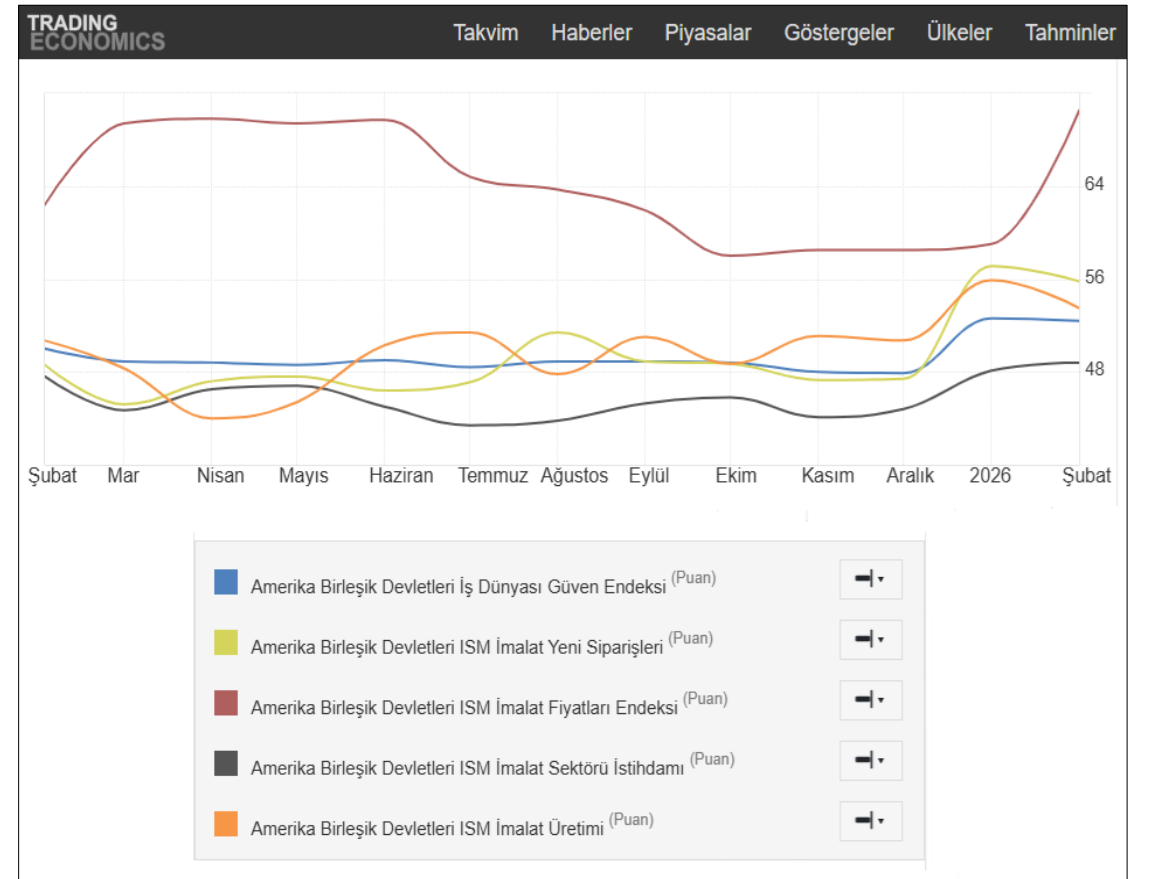 TRADING
ECONOMICS
Takvim Haberler Piyasalar Göstergeler Ülkeler Tahminler
64
56
48
Şubat Mar Nisan Mayıs Haziran Temmuz Ağustos Eylül Ekim Kasım Aralık 2026 Şubat
Amerika Birleşik Devletleri İş Dünyası Güven Endeksi (Puan)
Amerika Birleşik Devletleri ISM İmalat Yeni Siparişleri (Puan)
Amerika Birleşik Devletleri ISM İmalat Fiyatları Endeksi (Puan)
Amerika Birleşik Devletleri ISM İmalat Sektörü İstihdamı (Puan)
Amerika Birleşik Devletleri ISM İmalat Üretimi (Puan)